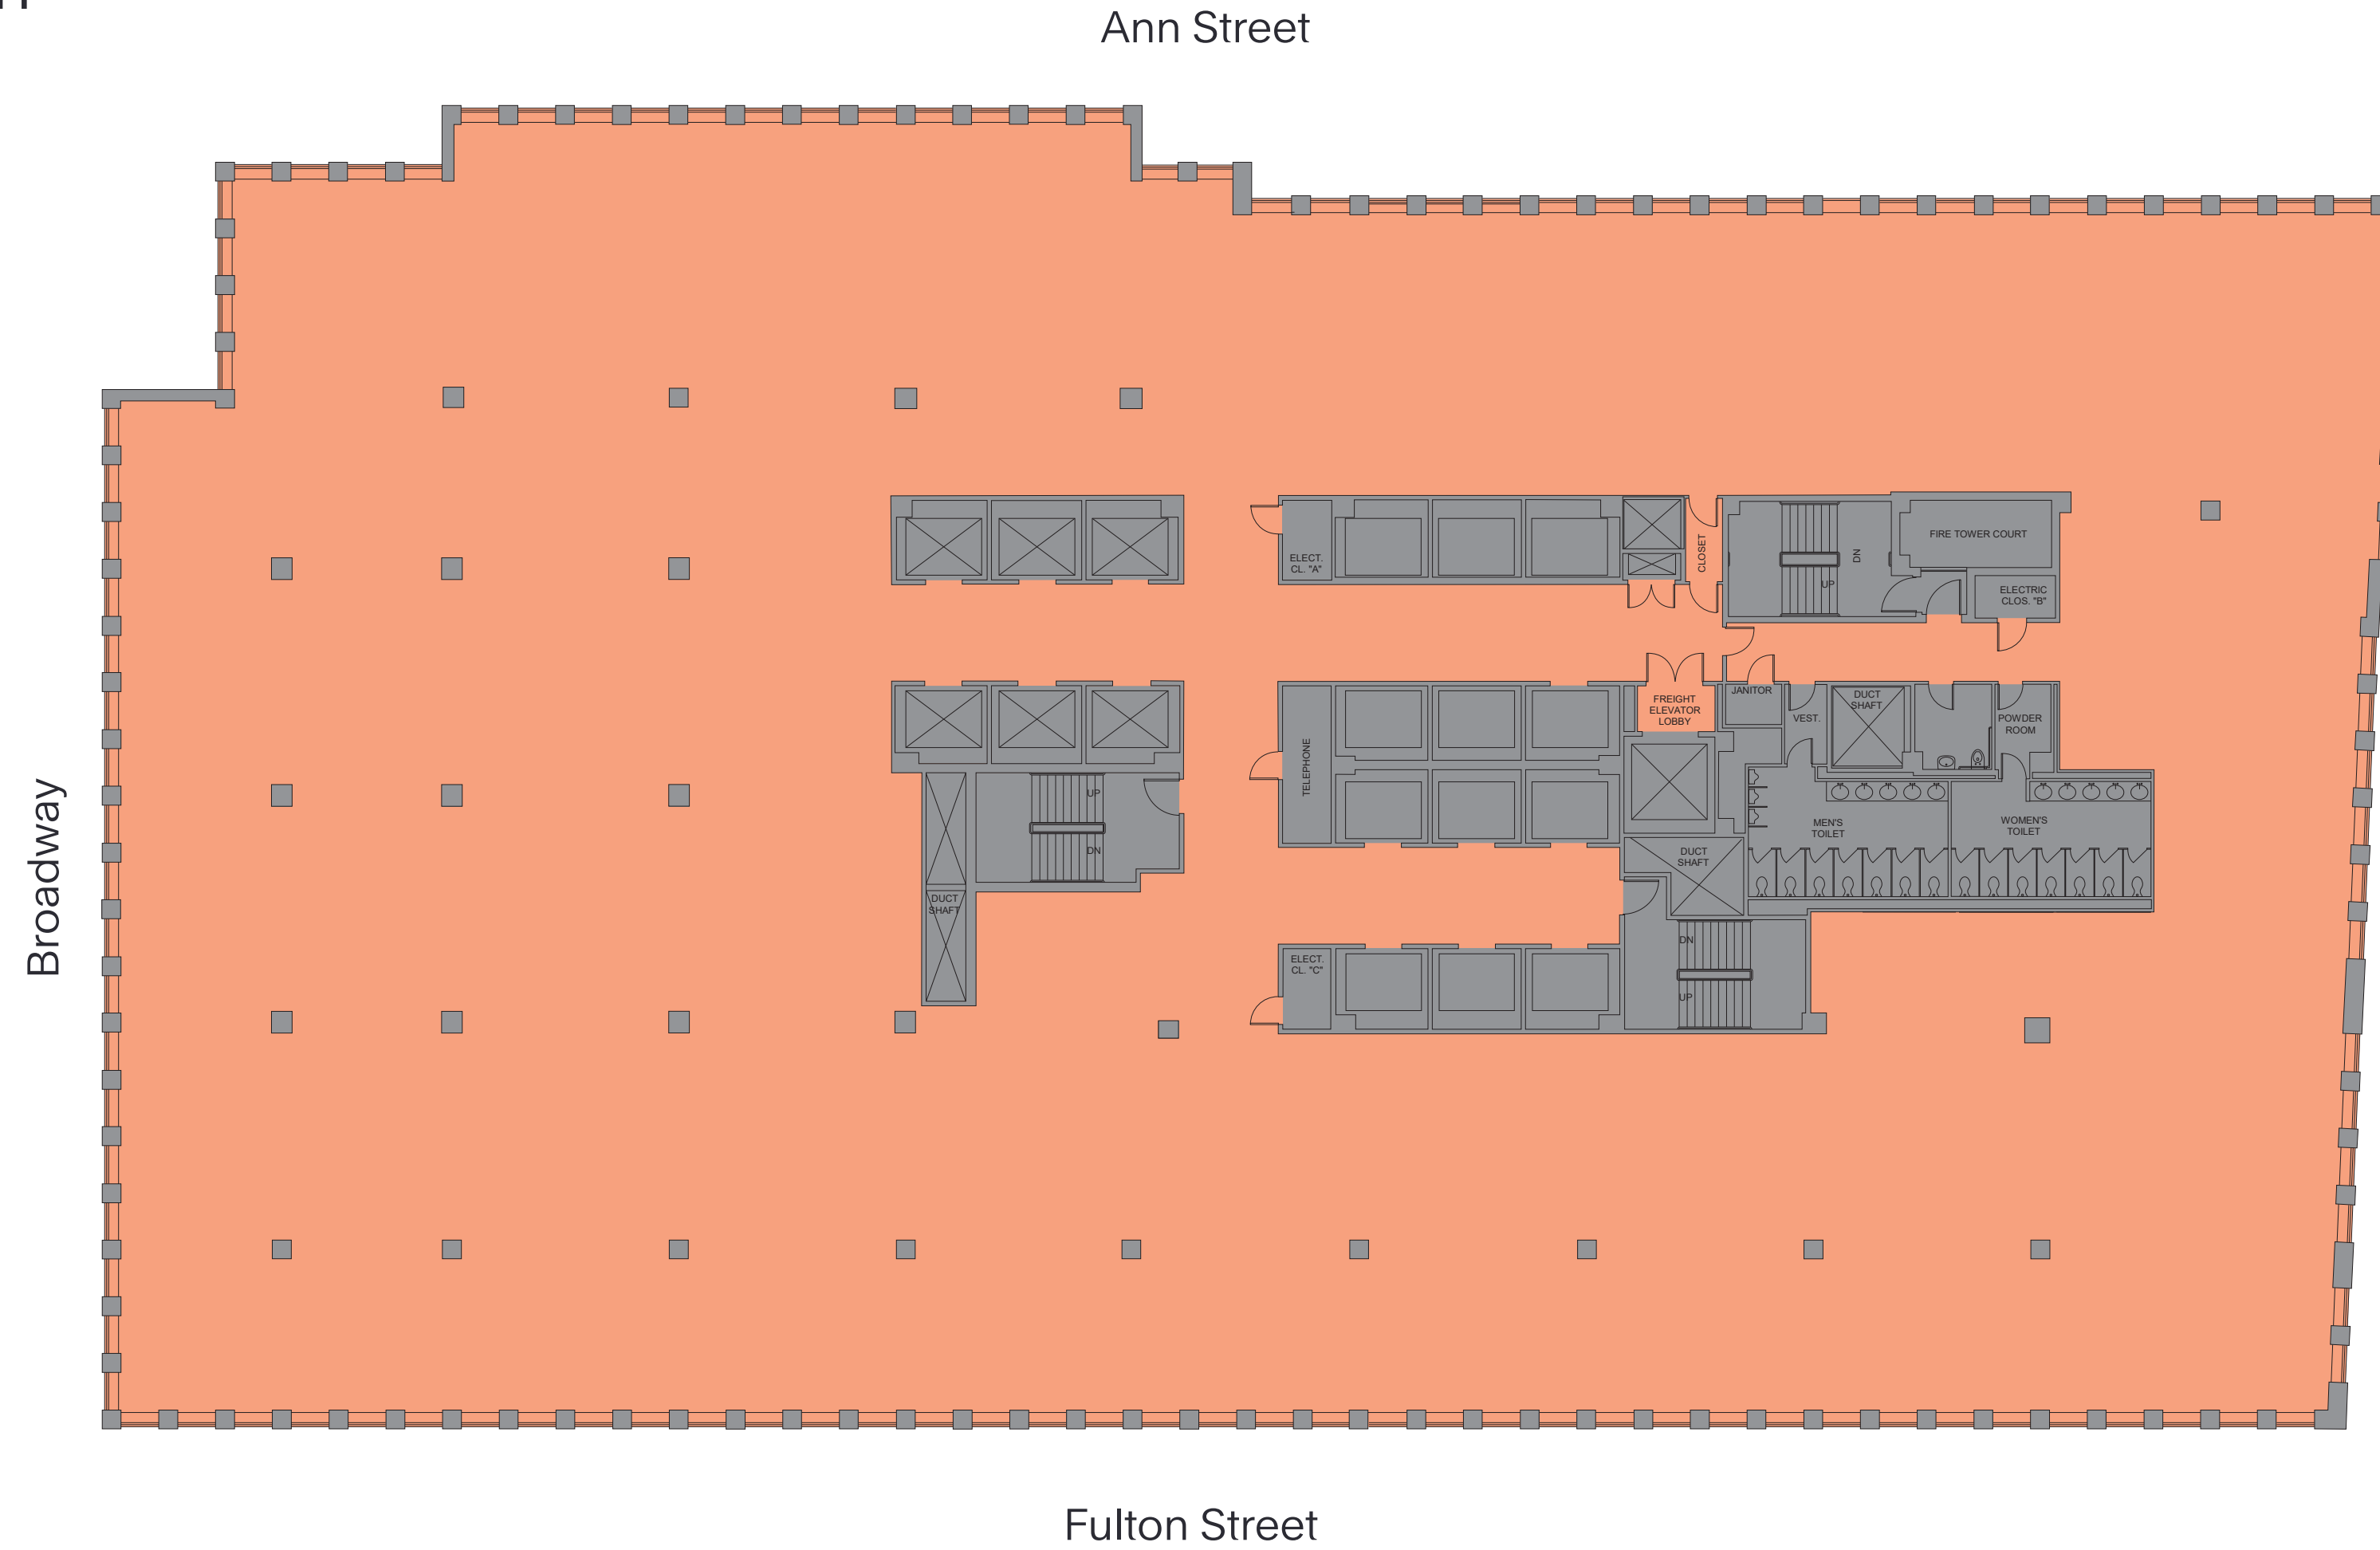 Ann Street
FIRE TOWER COURT
ELECT.
CL. "A"
CLOSET
DN
UP
ELECTRIC
CLOS. "B"
Broadway
TELEPHONE
FREIGHT
ELEVATOR
LOBBY
JANITOR
VEST.
DUCT
SHAFT
POWDER
ROOM
UP
DN
DUCT
SHAFT
MEN'S
TOILET
WOMEN'S
TOILET
DUCT
SHAFT
DN
UP
ELECT.
CL. "C"
Fulton Street